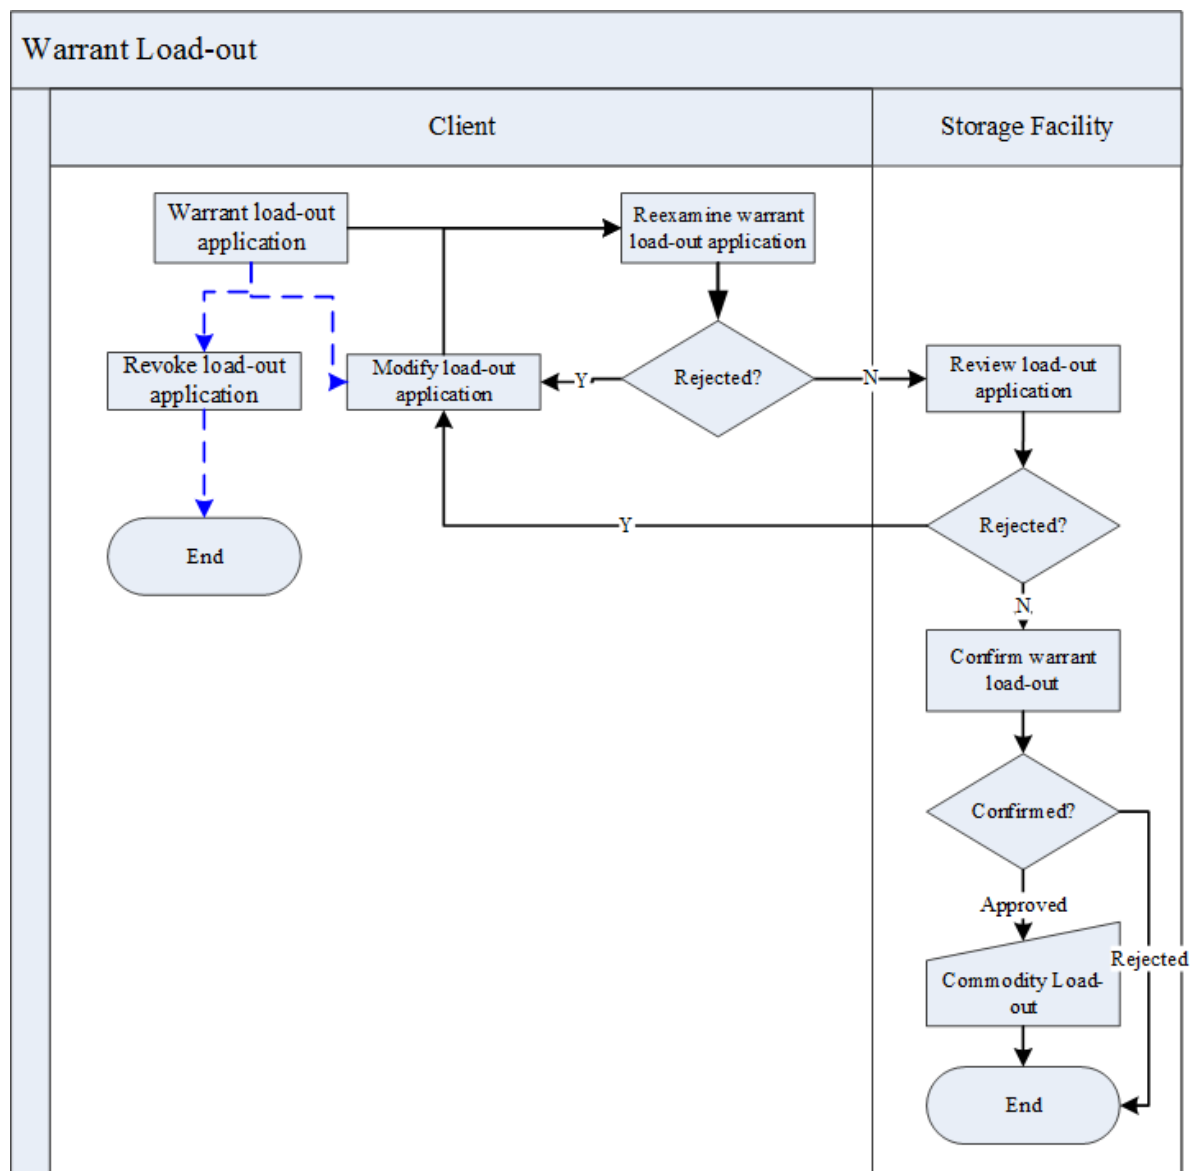 Warrant Load-out
Client
Storage Facility
Warrant load-out
application
Reexamine warrant
load-out application
Revoke load-out
application
Modify load-out
application
Y
Rejected?
N
Review load-out
application
Y
Rejected?
End
N
Confirm warrant
load-out
Confirmed?
Approved
Rejected
Commodity Load-
out
End